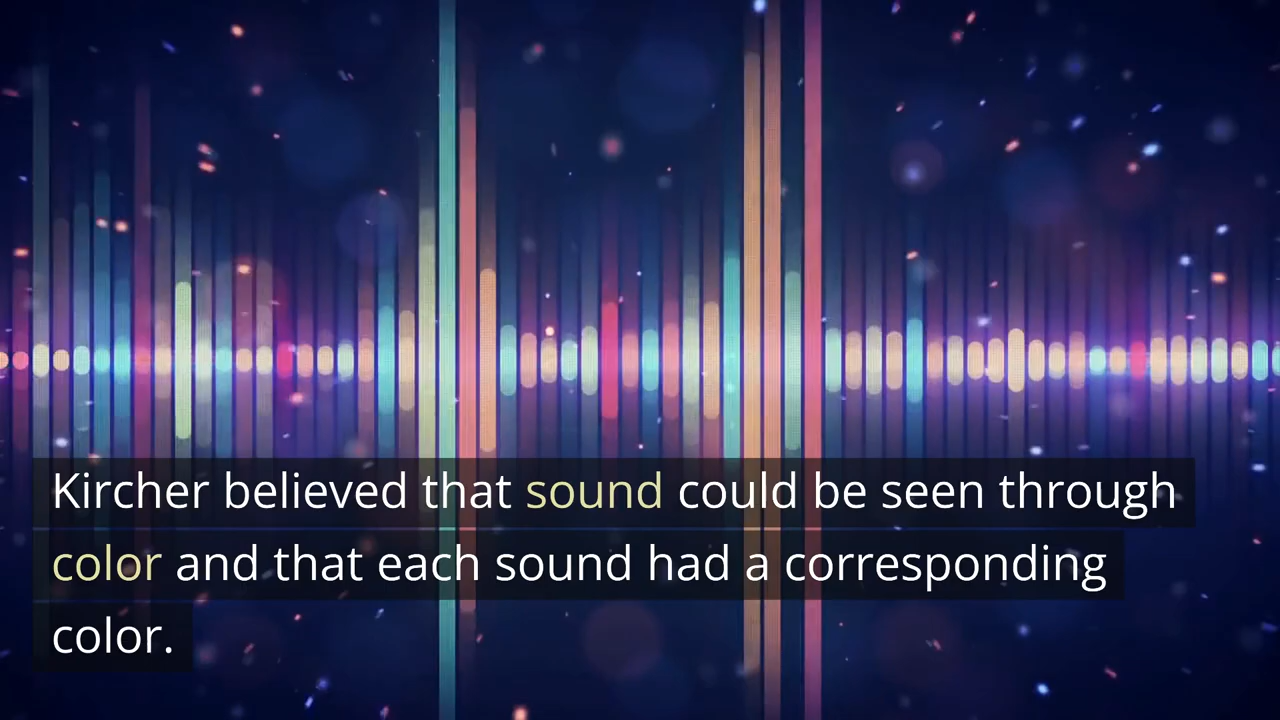 Kircher believed that sound could be seen through
color and that each sound had a corresponding
color.